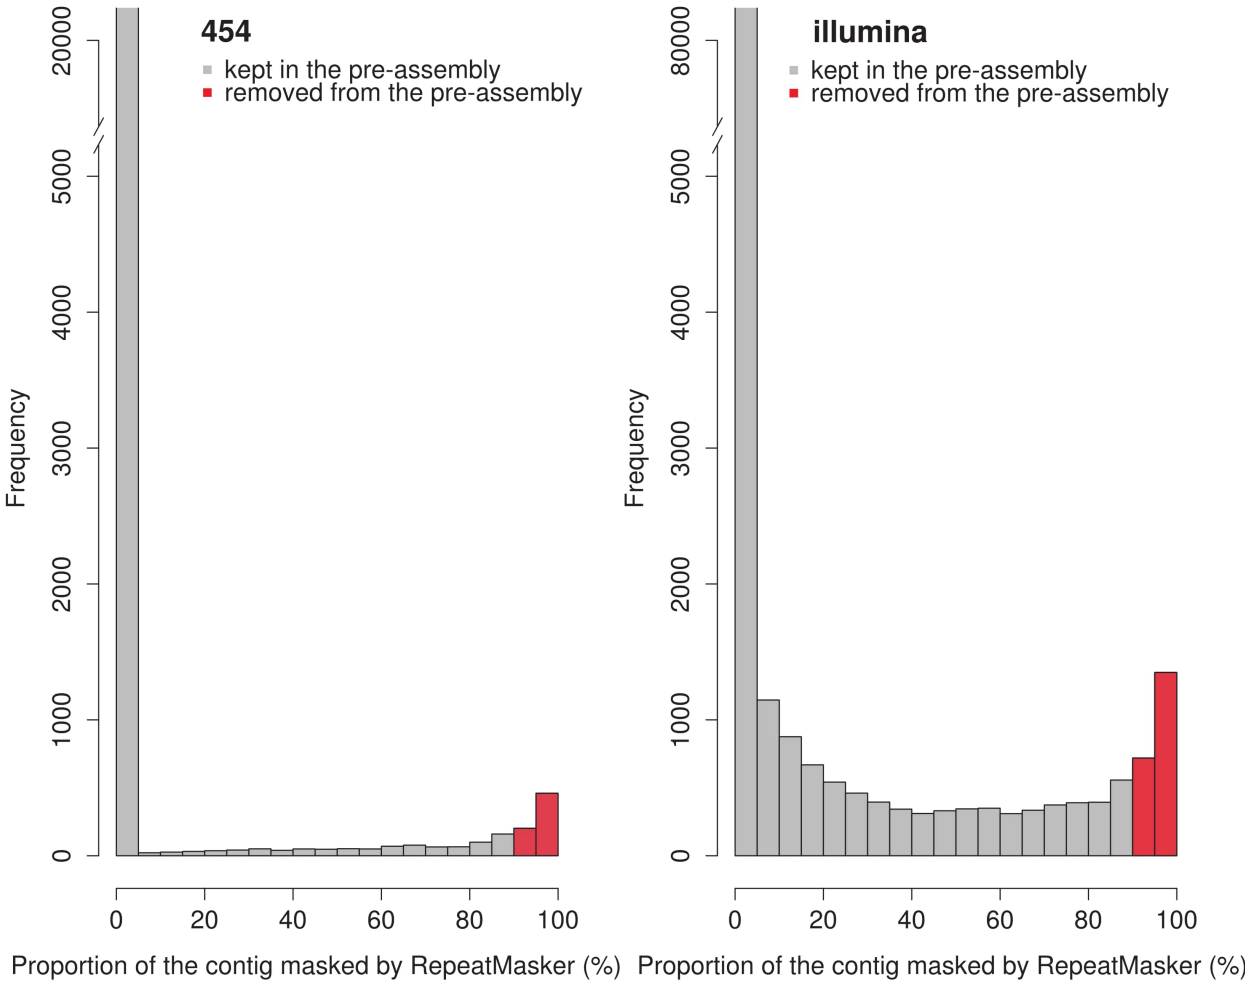 454
kept in the pre-assembly
removed from the pre-assembly
20000
5000
4000
3000
2000
1000
0
Frequency
0 20 40 60 80 100
Proportion of the contig masked by RepeatMasker (%)
illumina
kept in the pre-assembly
removed from the pre-assembly
80000
5000
4000
3000
2000
1000
0
Frequency
0 20 40 60 80 100
Proportion of the contig masked by RepeatMasker (%)